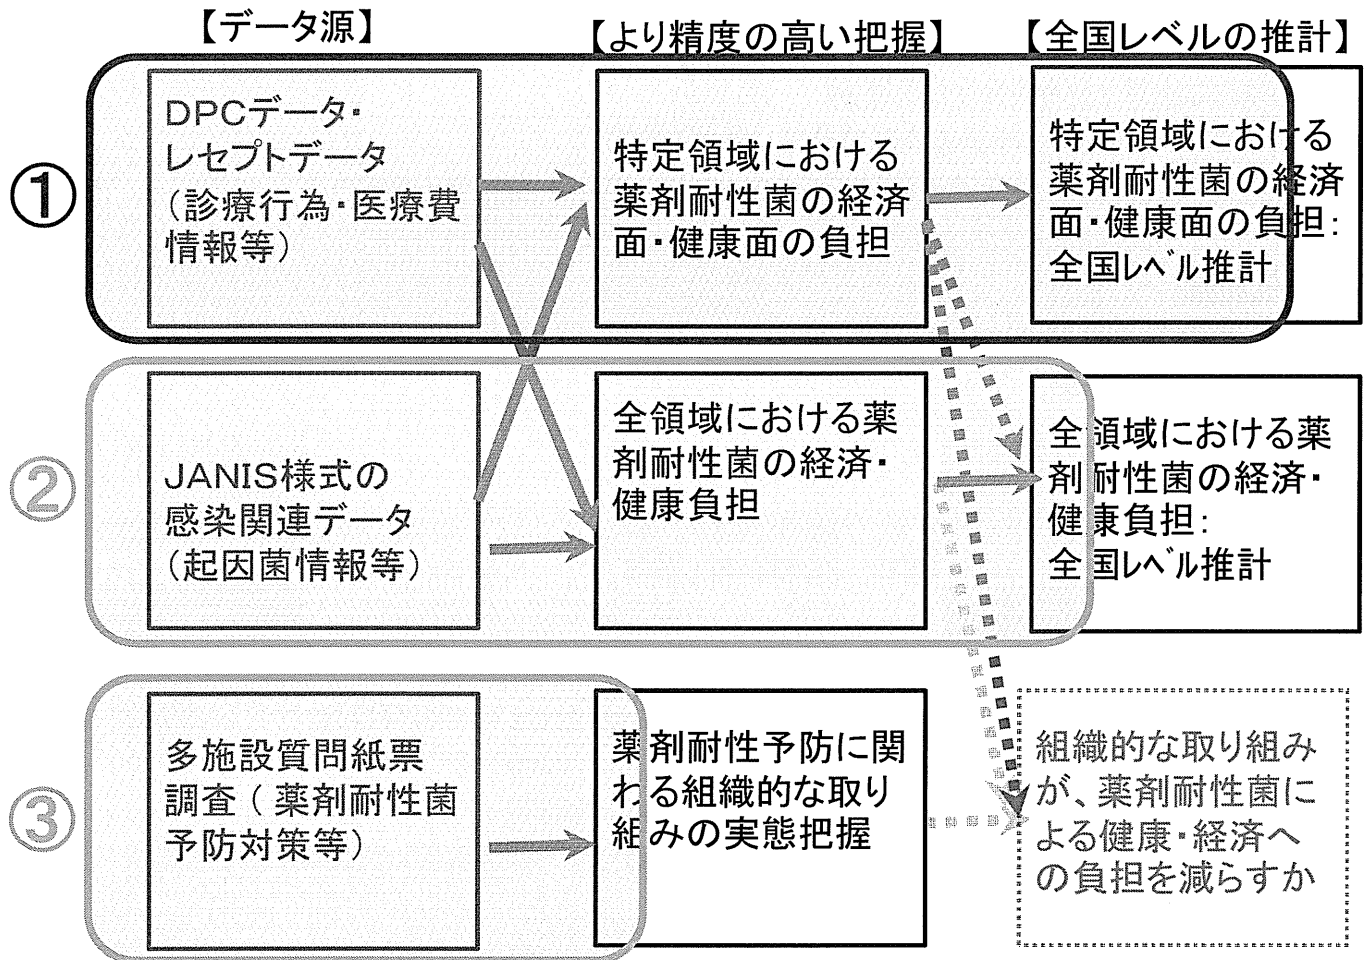 【データ源】
【より精度の高い把握】
【全国レベルの推計】
①
DPCデータ・
レセプトデータ
(診療行為・医療費
情報等)
特定領域における
薬剤耐性菌の経済
面・健康面の負担
特定領域における
薬剤耐性菌の経済
面・健康面の負担:
全国レベル推計
②
JANIS様式の
感染関連データ
(起因菌情報等)
全領域における薬
剤耐性菌の経済・
健康負担
全領域における薬
剤耐性菌の経済・
健康負担:
全国レベル推計
③
多施設質問紙票
調査(薬剤耐性菌
予防対策等)
薬剤耐性予防に関
わる組織的な取り
組みの実態把握
組織的な取り組み
が、薬剤耐性菌に
よる健康・経済へ
の負担を減らすか